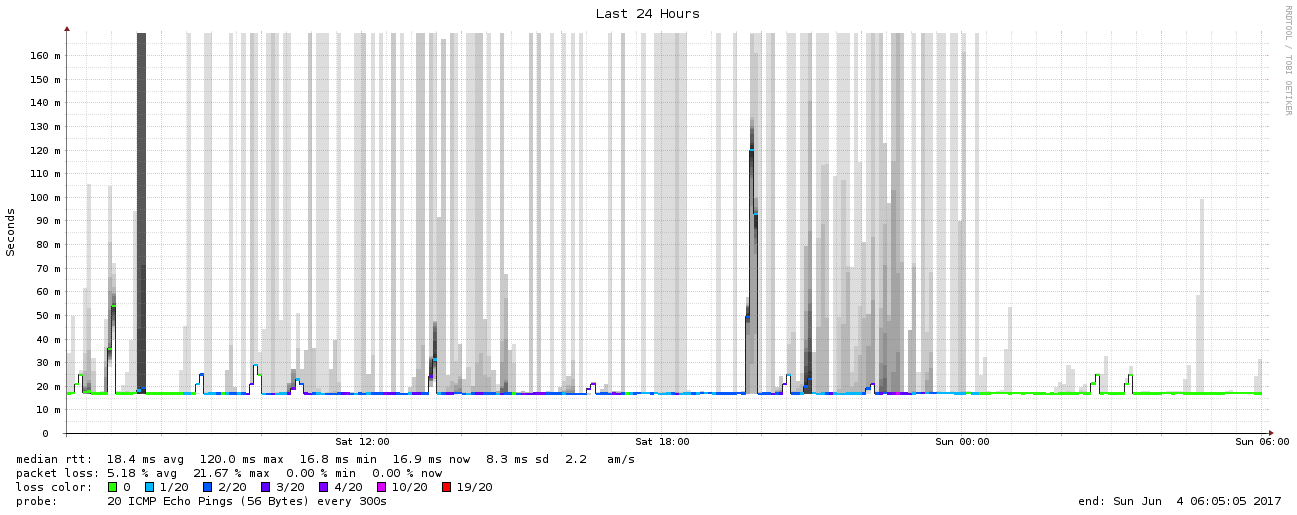 Last 24 Hours
RRDTOOL / TOBI OETIKER
Seconds
160 m
150 m
140 m
130 m
120 m
110 m
100 m
90 m
80 m
70 m
60 m
50 m
40 m
30 m
20 m
10 m
0
Sat 12:00 Sat 18:00 Sun 00:00 Sun 06:00
median rtt: 18.4 ms avg 120.0 ms max 16.8 ms min 16.9 ms now 8.3 ms sd 2.2 am/s
packet loss: 5.18 % avg 21.67 % max 0.00 % min 0.00 % now
loss color: 0 1/20 2/20 3/20 4/20 10/20 19/20
probe: 20 ICMP Echo Pings (56 Bytes) every 300s end: Sun Jun 4 06:05:05 2017